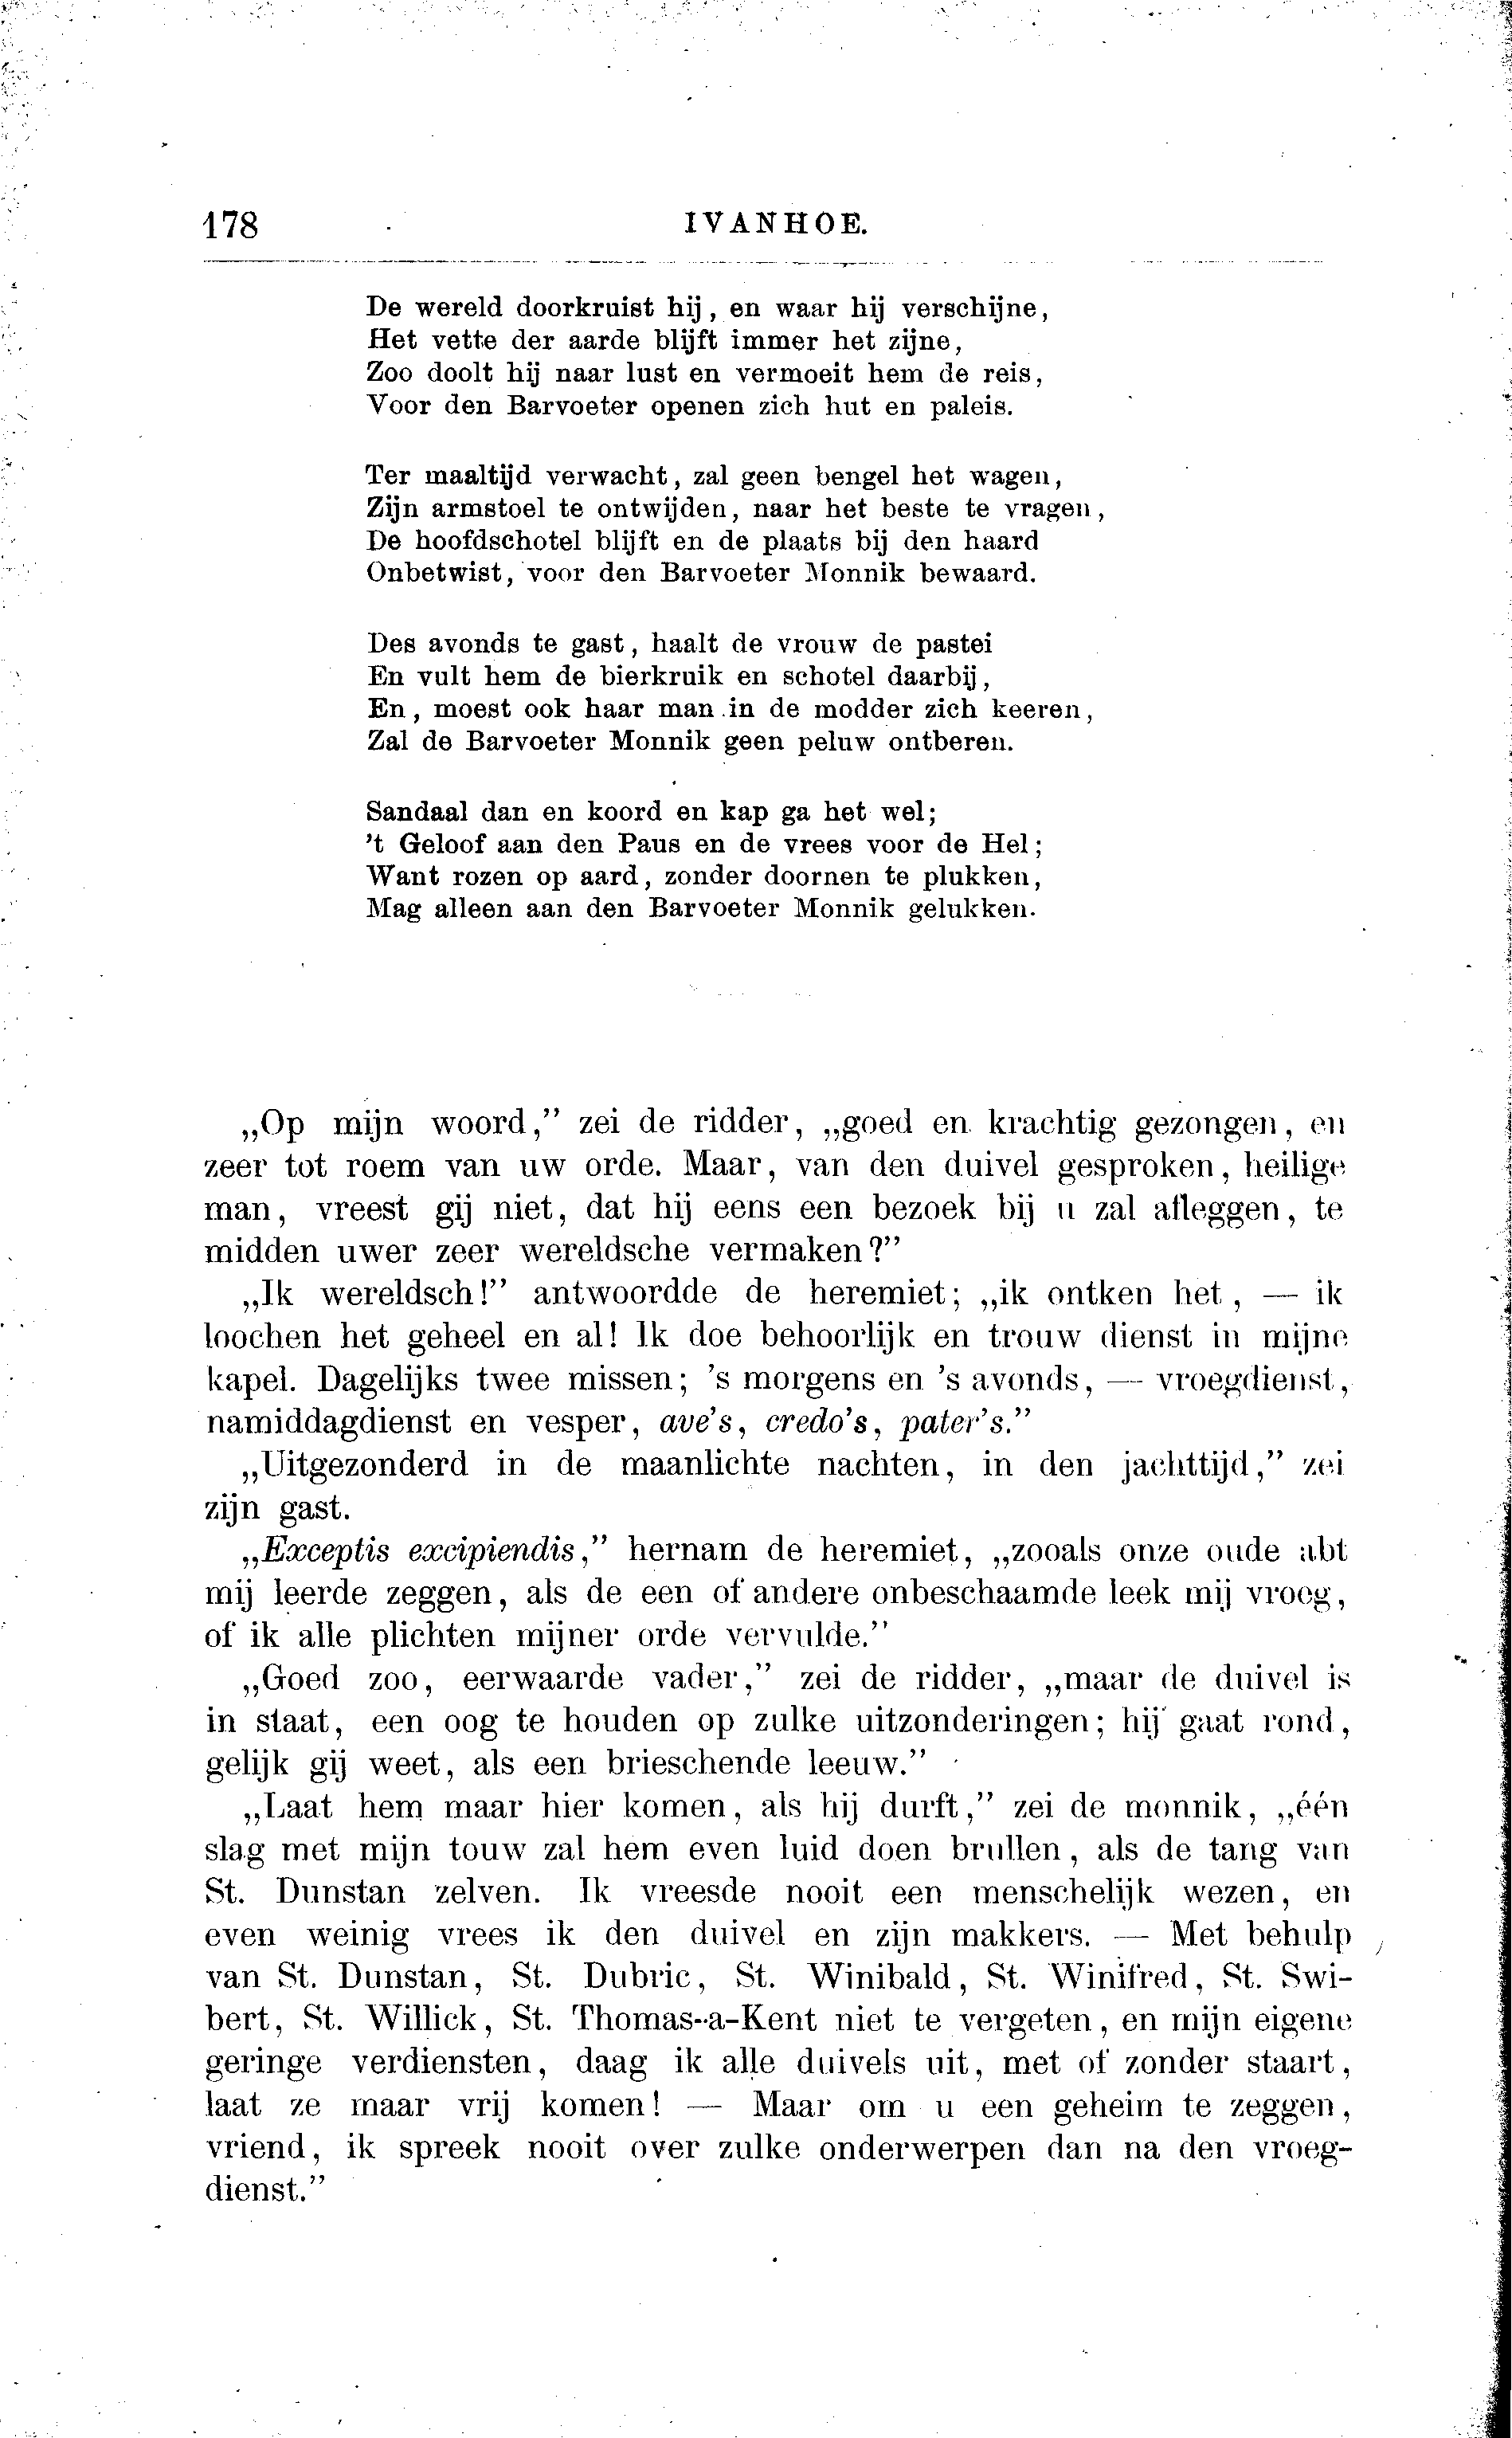 178
IVANHOE.
De wereld doorkruist hij, en waar hij verschijne,
Het vette der aarde blijft immer het zijne,
Zoo doolt hij naar lust en vermoeit hem de reis,
Voor den Barvoeter openen zich hut en paleis.
Ter maaltijd verwacht, zal geen bengel het wagen,
Zijn armstoel te ontwijden, naar het beste te vragen,
De hoofdschotel blijft en de plaats bij den haard
Onbetwist, voor den Barvoeter Monnik bewaard.
Des avonds te gast, haalt de vrouw de pastei
En vult hem de bierkruik en schotel daarbij,
En, moest ook haar man in de modder zich keeren,
Zal de Barvoeter Monnik geen peluw ontberen.
Sandaal dan en koord en kap ga het wel;
't Geloof aan den Paus en de vrees voor de Hel;
Want rozen op aard, zonder doornen te plukken,
Mag alleen aan den Barvoeter Monnik gelukken.
„Op mijn woord,” zei de ridder, „goed en krachtig gezongen, en
zeer tot roem van uw orde. Maar, van den duivel gesproken, heilige
man, vreest gij niet, dat hij eens een bezoek bij u zal afleggen, te
midden uwer zeer wereldsche vermaken?”
„Ik wereldsch!” antwoordde de heremiet; „ik ontken het, — ik
loochen het geheel en al! Ik doe behoorlijk en trouw dienst in mijne
kapel. Dagelijks twee missen; 's morgens en 's avonds, — vroegdienst,
namiddagdienst en vesper, ave's, credo's, pater's.”
„Uitgezonderd in de maanlichte nachten, in den jachttijd,” zei
zijn gast.
„Exceptis excipiendis,” hernam de heremiet, „zooals onze oude abt
mij leerde zeggen, als de een of andere onbeschaamde leek mij vroeg,
of ik alle plichten mijner orde vervulde.”
„Goed zoo, eerwaarde vader,” zei de ridder, „maar de duivel is
in staat, een oog te houden op zulke uitzonderingen; hij gaat rond,
gelijk gij weet, als een brieschende leeuw.”
„Laat hem maar hier komen, als hij durft,” zei de monnik, „één
slag met mijn touw zal hem even luid doen brullen, als de tang van
St. Dunstan zelven. Ik vreesde nooit een menschelijk wezen, en
even weinig vrees ik den duivel en zijn makkers. — Met behulp
van St. Dunstan, St. Dubric, St. Winibald, St. Winifred, St. Swi-
bert, St. Willick, St. Thomas-a-Kent niet te vergeten, en mijn eigene
geringe verdiensten, daag ik alle duivels uit, met of zonder staart,
laat ze maar vrij komen! — Maar om u een geheim te zeggen,
vriend, ik spreek nooit over zulke onderwerpen dan na den vroeg-
dienst.”